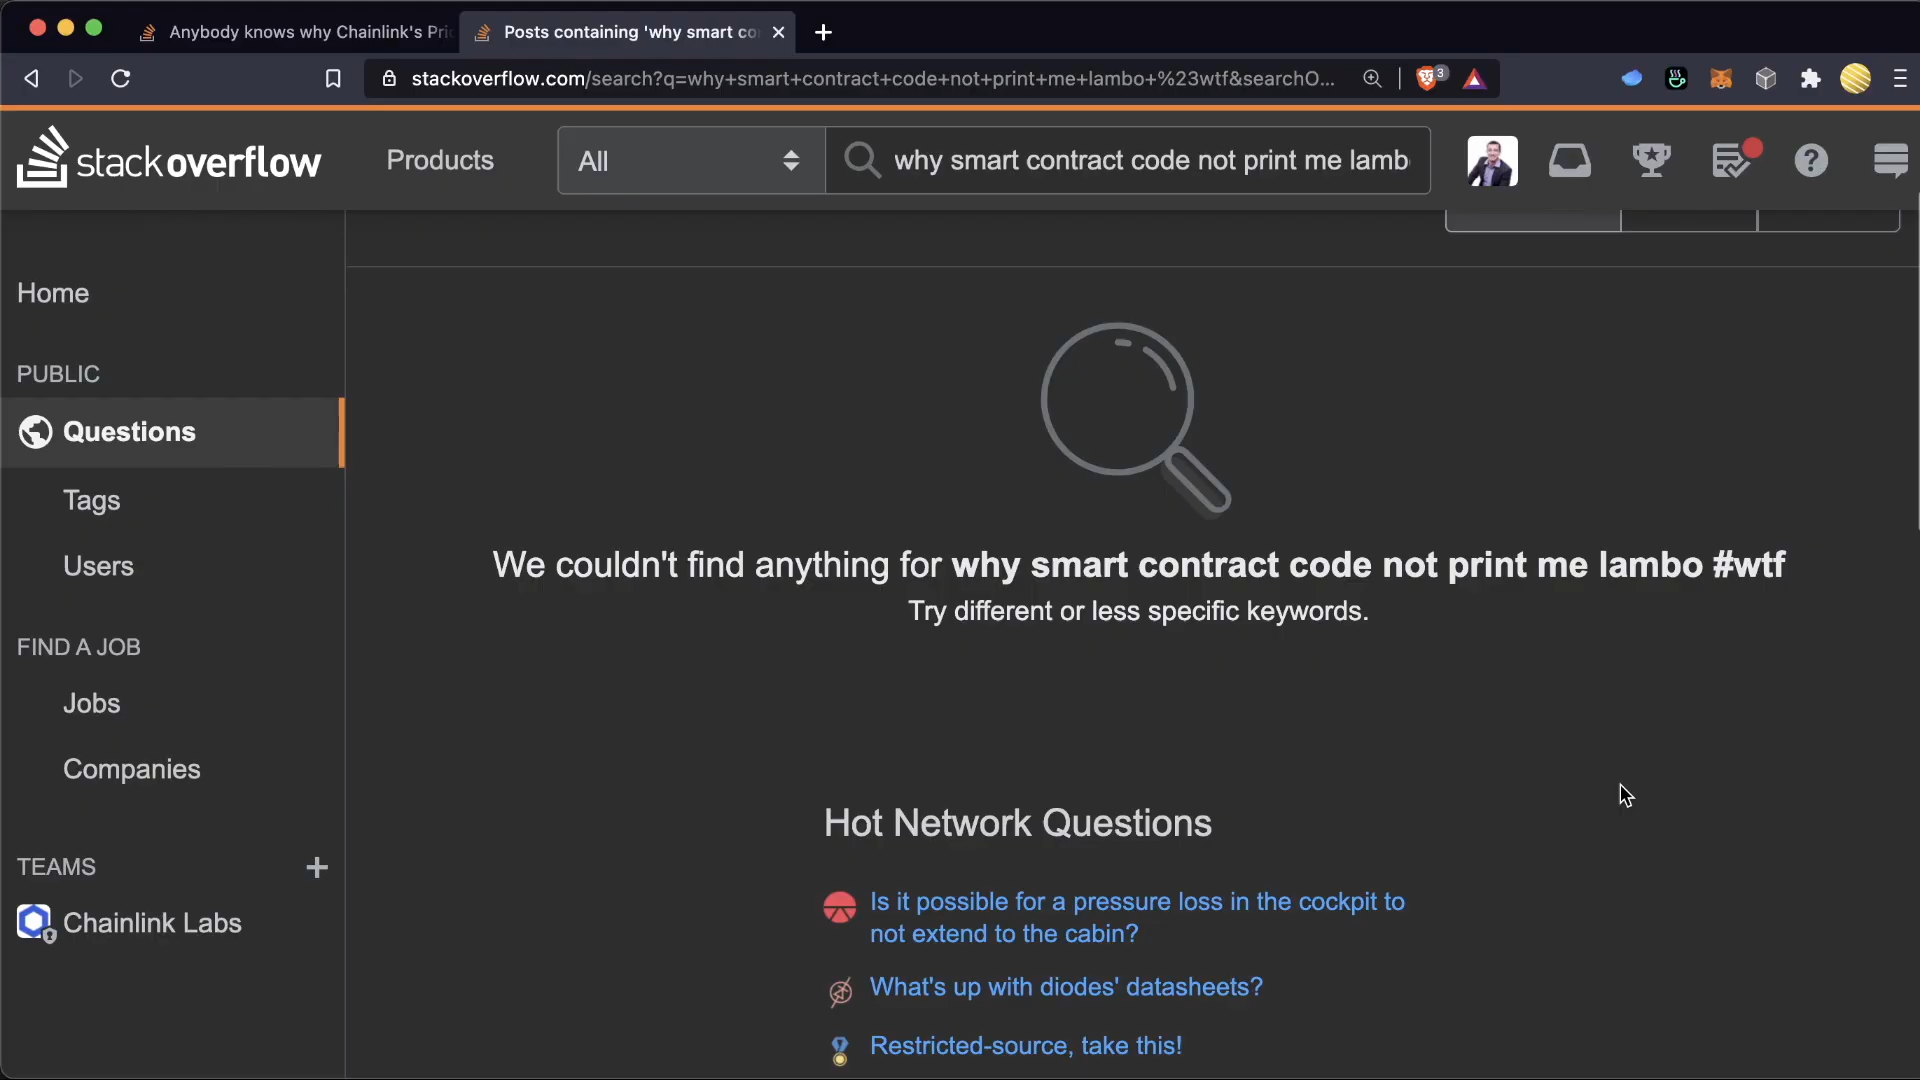 Anybody knows why Chainlink's Pri
Posts containing 'why smart co
stackoverflow.com/search?q=why+smart+contract+code+not+print+me+lambo+%23wtf&searchO...
3
stackoverflow
Products
All
why smart contract code not print me lamb
Home
PUBLIC
Questions
Tags
Users
FIND A JOB
Jobs
Companies
TEAMS
Chainlink Labs
We couldn't find anything for why smart contract code not print me lambo #wtf
Try different or less specific keywords.
Hot Network Questions
Is it possible for a pressure loss in the cockpit to
not extend to the cabin?
What's up with diodes' datasheets?
Restricted-source, take this!